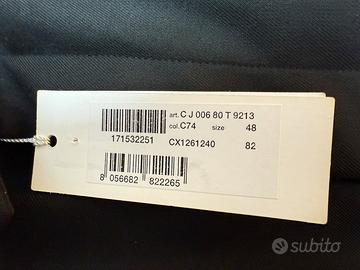 art. C J 006 80 T 9213
col. C74 size 48
171532251 CX1261240 82
8 056682 822265
subito